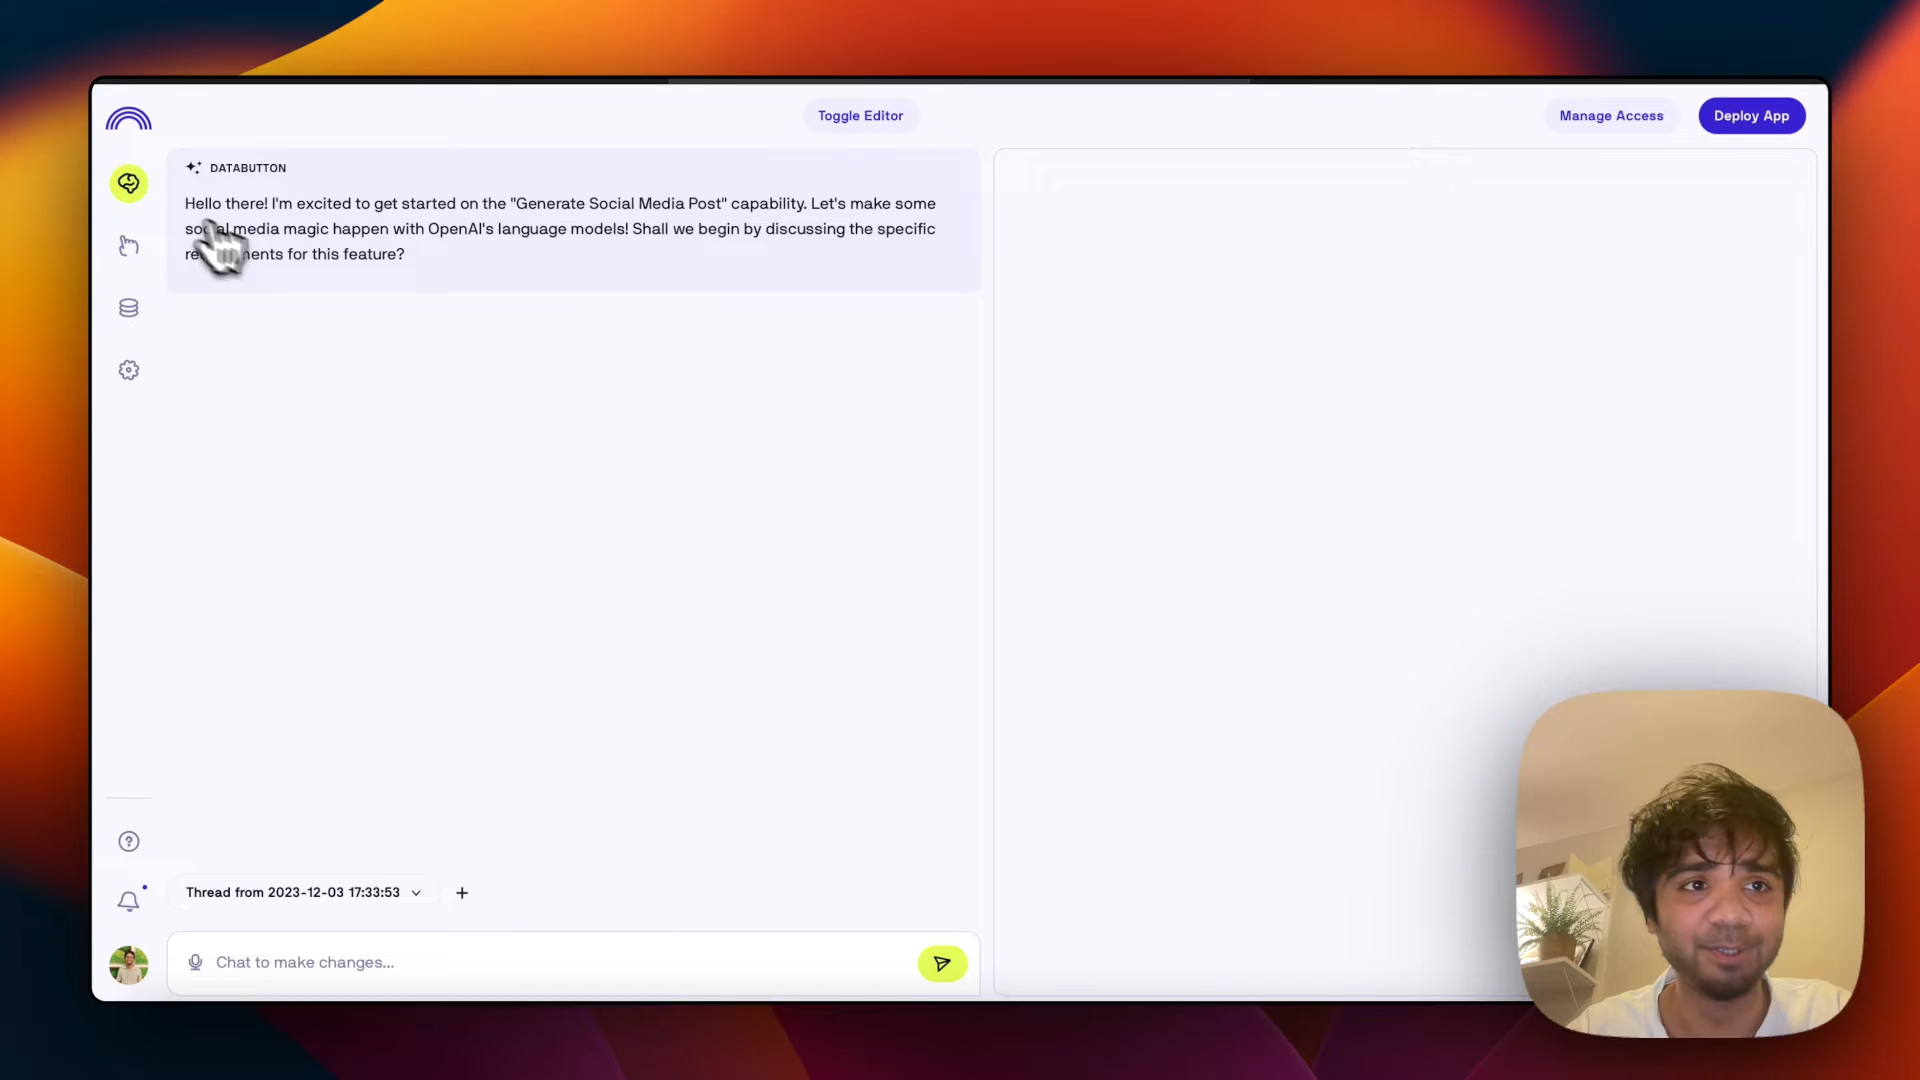 Toggle Editor
Manage Access
Deploy App
DATABUTTON
Hello there! I'm excited to get started on the "Generate Social Media Post" capability. Let's make some
social media magic happen with OpenAI's language models! Shall we begin by discussing the specific
requirements for this feature?
Thread from 2023-12-03 17:33:53
Chat to make changes...